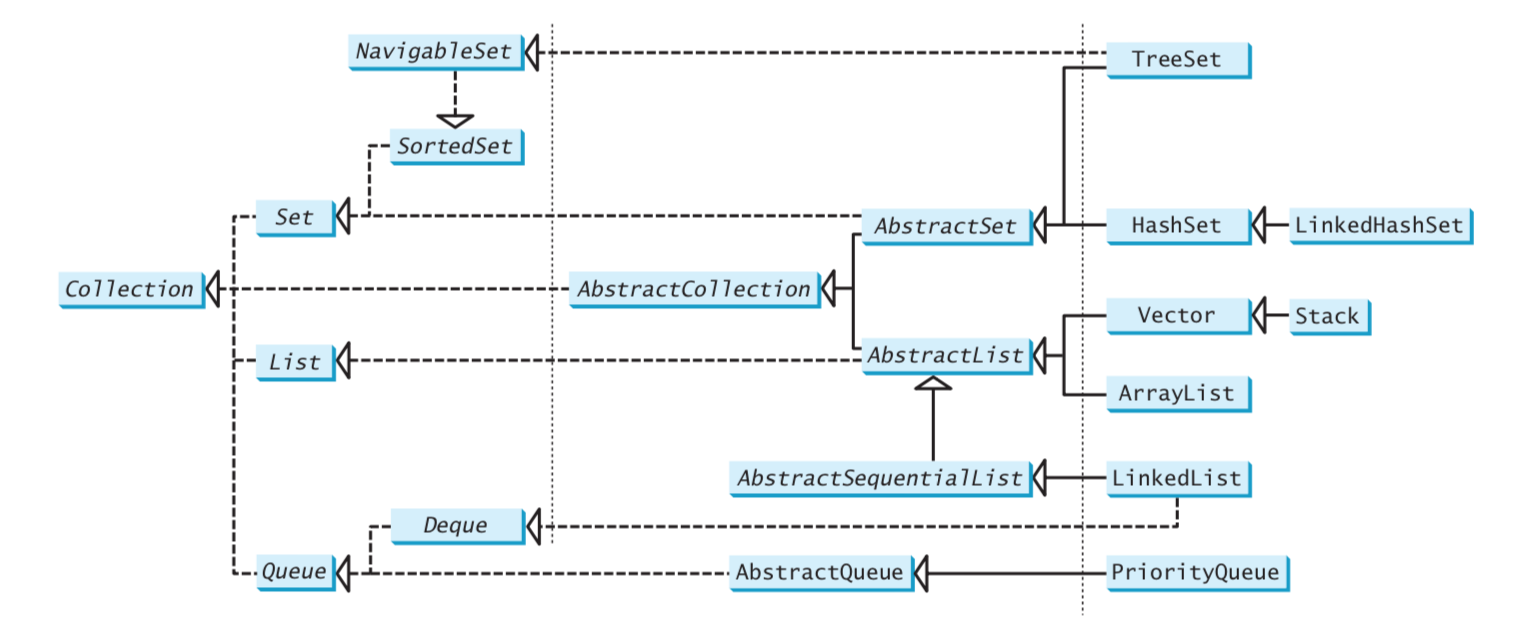 NavigableSet
TreeSet
SortedSet
Set
AbstractSet
HashSet
LinkedHashSet
Collection
AbstractCollection
Vector
Stack
List
AbstractList
ArrayList
AbstractSequentialList
LinkedList
Deque
Queue
AbstractQueue
PriorityQueue